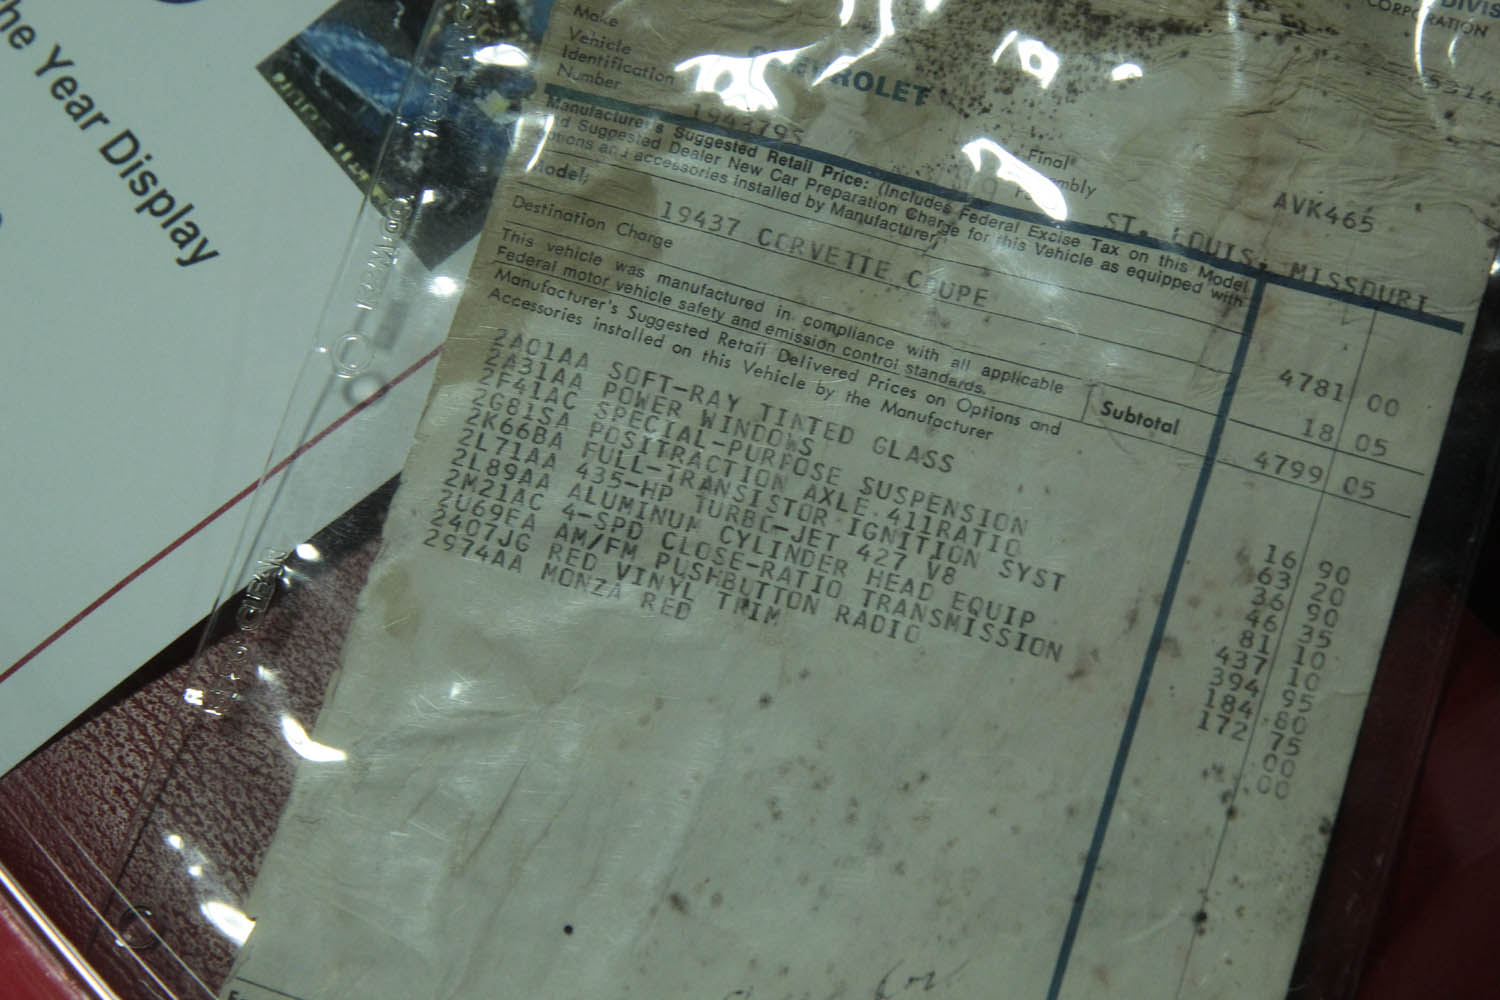 he Year Display
Make
CHEVROLET
DIVIS
CORPORATION
Vehicle
Identification
Number
Final
AVK465
ST. LOUIS, MISSOURI
Manufacturer's Suggested Retail Price: (Includes Federal Excise Tax on this Model
nd Suggested Dealer New Car Preparation Charge for this Vehicle as equipped with
tions and accessories installed by Manufacturer)
Model:
19437 CORVETTE COUPE
4781 00
Destination Charge
18 05
This vehicle was manufactured in compliance with all applicable
Federal motor vehicle safety and emission control standards.
Subtotal
4799 05
Manufacturer's Suggested Retail Delivered Prices on Options and
Accessories installed on this Vehicle by the Manufacturer
2A01AA SOFT-RAY TINTED GLASS 16 90
2A31AA POWER WINDOWS 63 20
2F41AC SPECIAL-PURPOSE SUSPENSION 36 90
2G81SA POSITRACTION AXLE.411RATIO 46 35
2K66BA FULL-TRANSISTOR IGNITION SYST 81 10
2L71AA 435-HP TURBO-JET 427 V8 437 10
2L89AA ALUMINUM CYLINDER HEAD EQUIP 394 95
2M21AC 4-SPD CLOSE-RATIO TRANSMISSION 184 80
2U69EA AM/FM PUSHBUTTON RADIO 172 75
2407JG RED VINYL TRIM 00
2974AA MONZA RED 00